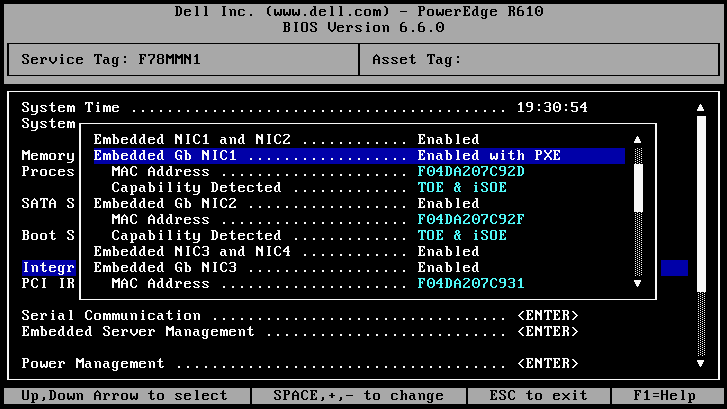 Dell Inc. (www.dell.com) - PowerEdge R610
BIOS Version 6.6.0
Service Tag: F78MMN1 Asset Tag:
System Time ...................................... 19:30:54
System
Embedded NIC1 and NIC2 .............. Enabled
Memory
Embedded Gb NIC1 .................... Enabled with PXE
Proces
MAC Address ......................... F04DA207C92D
Capability Detected ................ TOE & iSOE
SATA S
Embedded Gb NIC2 .................... Enabled
MAC Address ......................... F04DA207C92F
Boot S
Capability Detected ................ TOE & iSOE
Embedded NIC3 and NIC4 .............. Enabled
Integr
Embedded Gb NIC3 .................... Enabled
PCI IR
MAC Address ......................... F04DA207C931
Serial Communication ............................. <ENTER>
Embedded Server Management ....................... <ENTER>
Power Management ................................. <ENTER>
Up,Down Arrow to select SPACE,+,- to change ESC to exit F1=Help